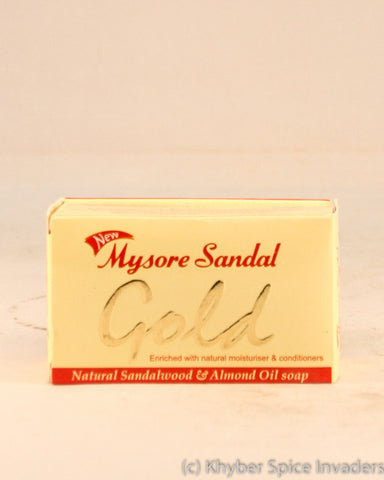 New
Mysore Sandal
Gold
Enriched with natural moisturiser & conditioners
Natural Sandalwood & Almond Oil soap
(c) Khyber Spice Invaders